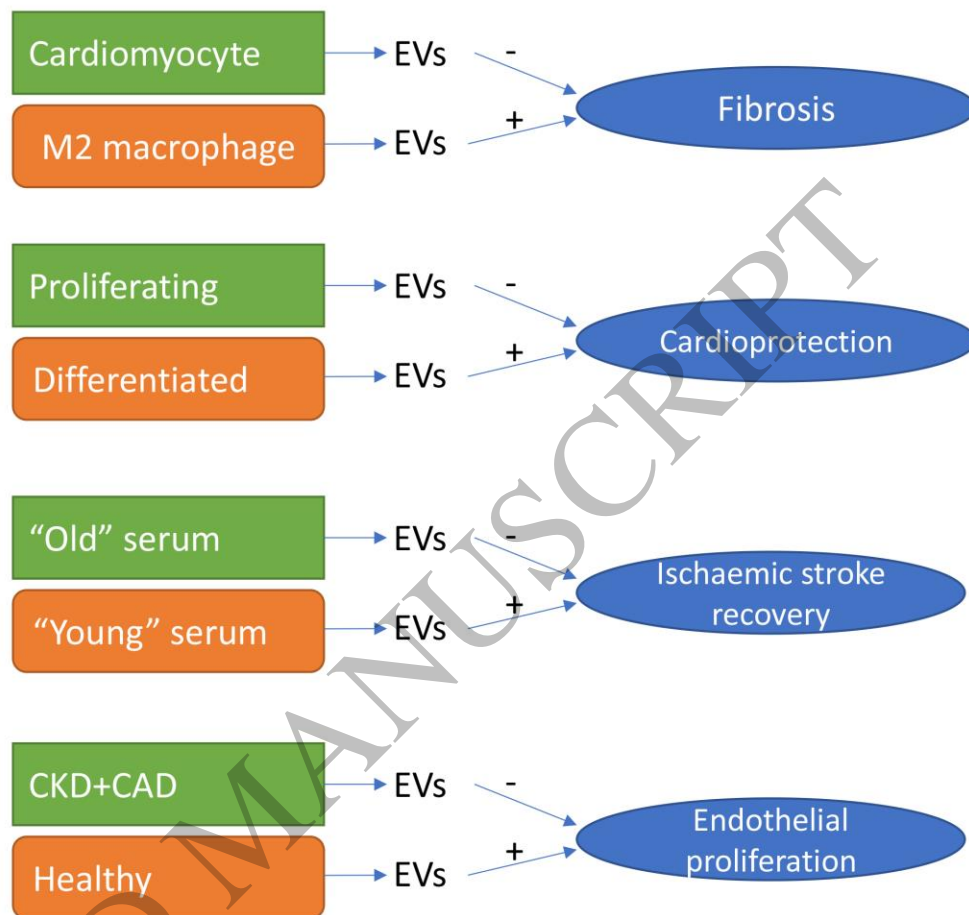 Cardiomyocyte
EVs
-
Fibrosis
M2 macrophage
EVs
+
Proliferating
EVs
-
Cardioprotection
Differentiated
EVs
+
“Old” serum
EVs
-
Ischaemic stroke
recovery
“Young” serum
EVs
+
CKD+CAD
EVs
-
Endothelial
proliferation
Healthy
EVs
+
D MANUSCRIPT